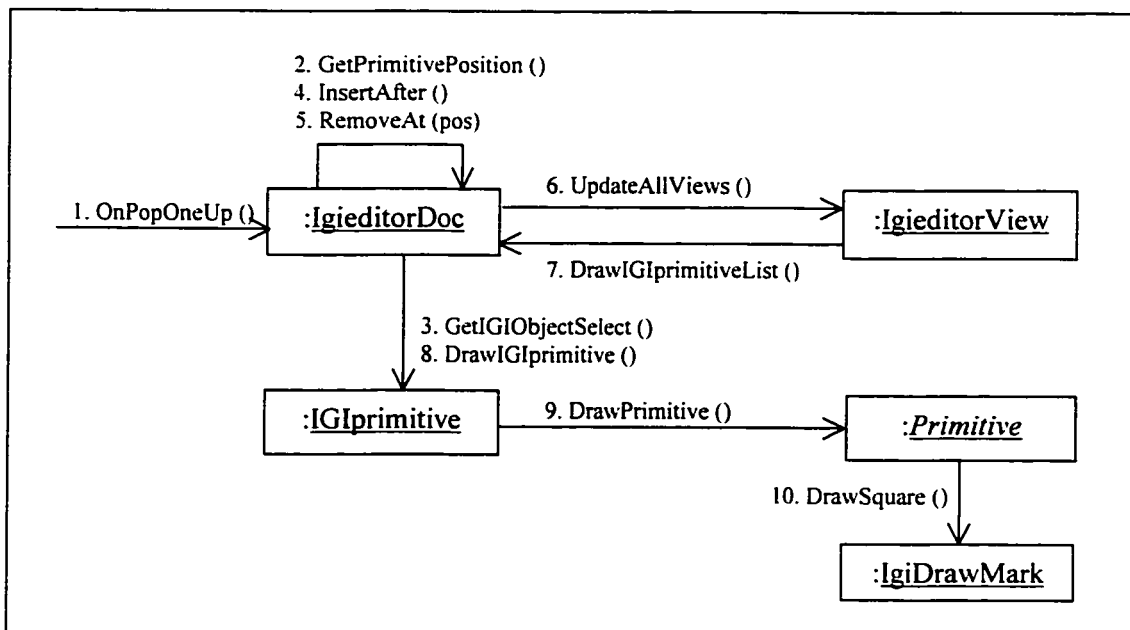 2. GetPrimitivePosition ()
4. InsertAfter ()
5. RemoveAt (pos)
1. OnPopOneUp ()
:IgieditorDoc
6. UpdateAllViews ()
:IgieditorView
7. DrawIGIprimitiveList ()
3. GetIGIObjectSelect ()
8. DrawIGIprimitive ()
:IGIprimitive
9. DrawPrimitive ()
:Primitive
10. DrawSquare ()
:IgiDrawMark